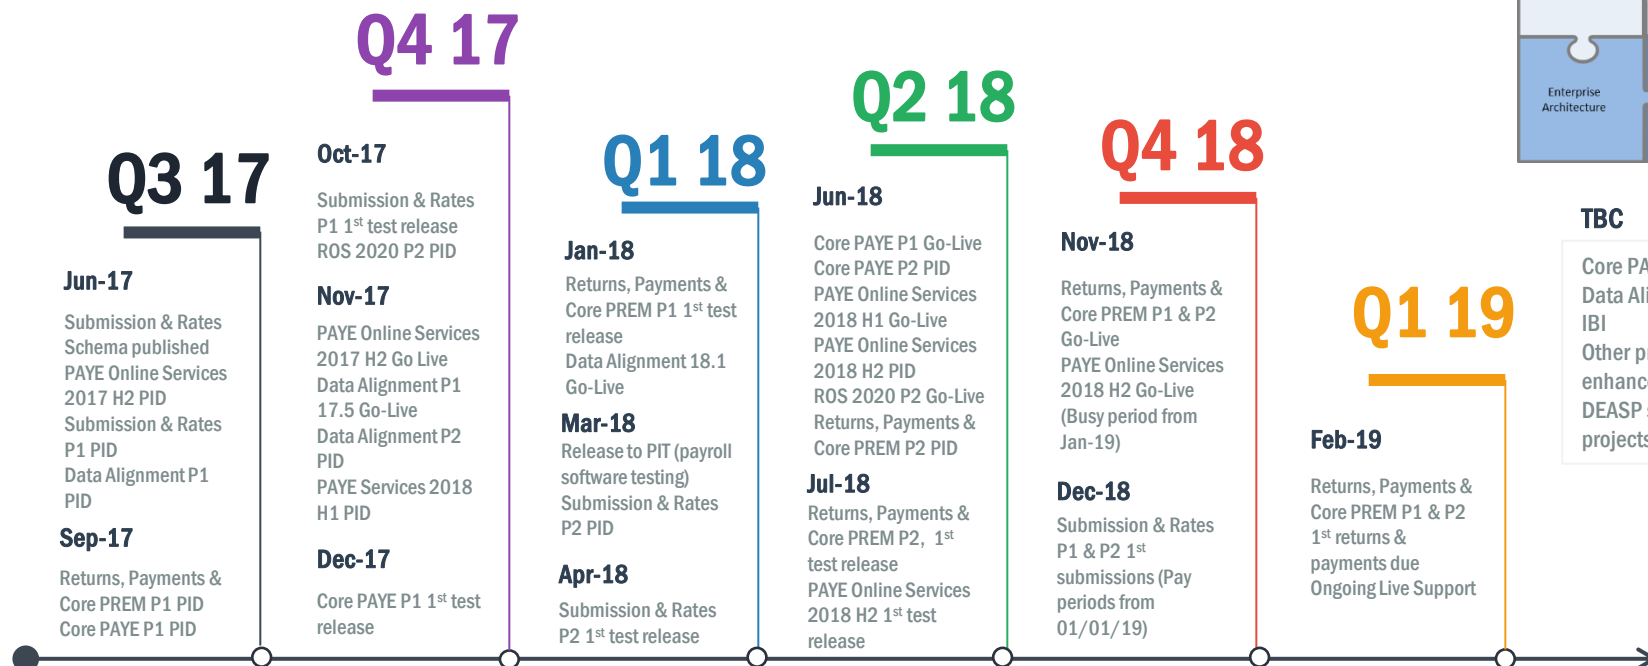 Q3 17
Jun-17
Submission & Rates
Schema published
PAYE Online Services
2017 H2 PID
Submission & Rates
P1 PID
Data Alignment P1
PID
Sep-17
Returns, Payments &
Core PREM P1 PID
Core PAYE P1 PID
Q4 17
Oct-17
Submission & Rates
P1 1st test release
ROS 2020 P2 PID
Nov-17
PAYE Online Services
2017 H2 Go Live
Data Alignment P1
17.5 Go-Live
Data Alignment P2
PID
PAYE Services 2018
H1 PID
Dec-17
Core PAYE P1 1st test
release
Q1 18
Jan-18
Returns, Payments &
Core PREM P1 1st test
release
Data Alignment 18.1
Go-Live
Mar-18
Release to PIT (payroll
software testing)
Submission & Rates
P2 PID
Apr-18
Submission & Rates
P2 1st test release
Q2 18
Jun-18
Core PAYE P1 Go-Live
Core PAYE P2 PID
PAYE Online Services
2018 H1 Go-Live
PAYE Online Services
2018 H2 PID
ROS 2020 P2 Go-Live
Returns, Payments &
Core PREM P2 PID
Jul-18
Returns, Payments &
Core PREM P2, 1st
test release
PAYE Online Services
2018 H2 1st test
release
Q4 18
Nov-18
Returns, Payments &
Core PREM P1 & P2
Go-Live
PAYE Online Services
2018 H2 Go-Live
(Busy period from
Jan-19)
Dec-18
Submission & Rates
P1 & P2 1st
submissions (Pay
periods from
01/01/19)
Q1 19
Feb-19
Returns, Payments &
Core PREM P1 & P2
1st returns &
payments due
Ongoing Live Support
Enterprise
Architecture
TBC
Core PA
Data Ali
IBI
Other p
enhanc
DEASP
projects